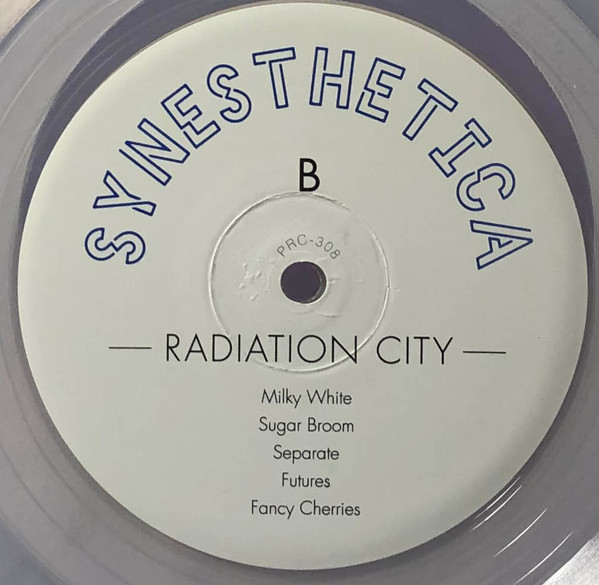 SYNESTHETICA
B
PRC-308
RADIATION CITY
Milky White
Sugar Broom
Separate
Futures
Fancy Cherries